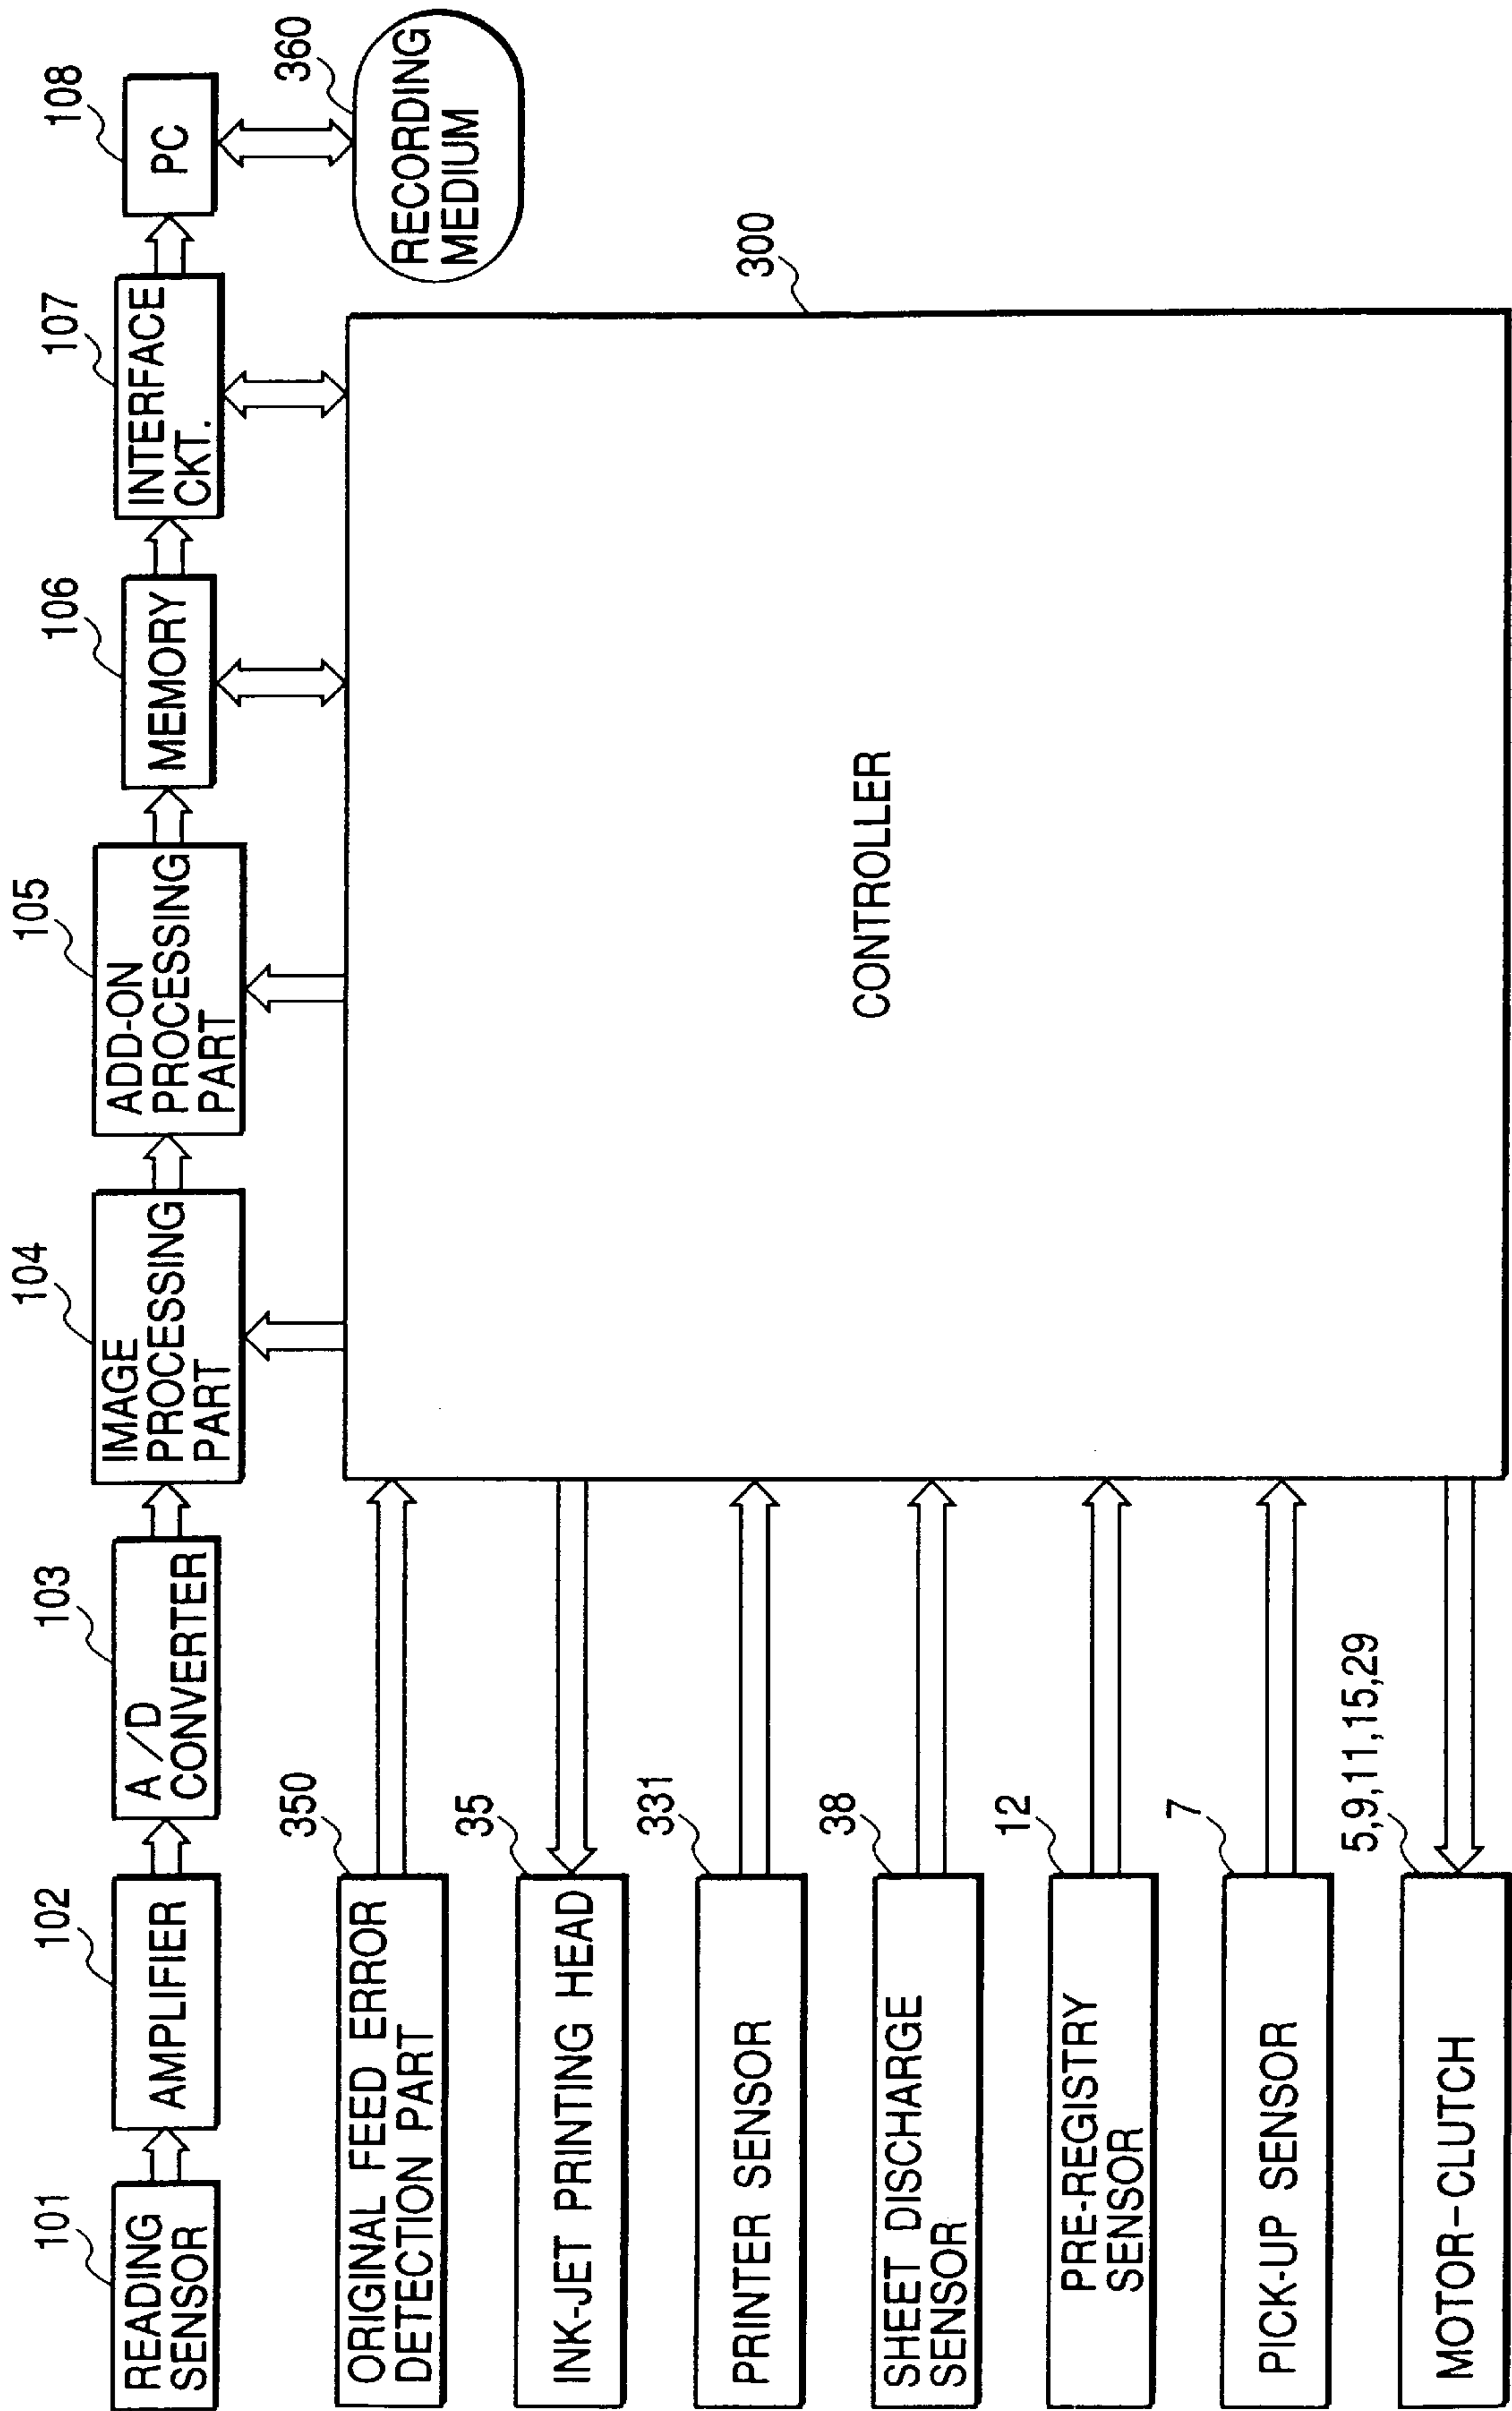 101
READING
SENSOR
102
AMPLIFIER
103
A/D
CONVERTER
104
IMAGE
PROCESSING
PART
105
ADD-ON
PROCESSING
PART
106
MEMORY
107
INTERFACE
CKT.
108
PC
360
RECORDING
MEDIUM
300
CONTROLLER
350
ORIGINAL FEED ERROR
DETECTION PART
35
INK-JET PRINTING HEAD
331
PRINTER SENSOR
38
SHEET DISCHARGE
SENSOR
12
PRE-REGISTRY
SENSOR
7
PICK-UP SENSOR
5,9,11,15,29
MOTOR-CLUTCH